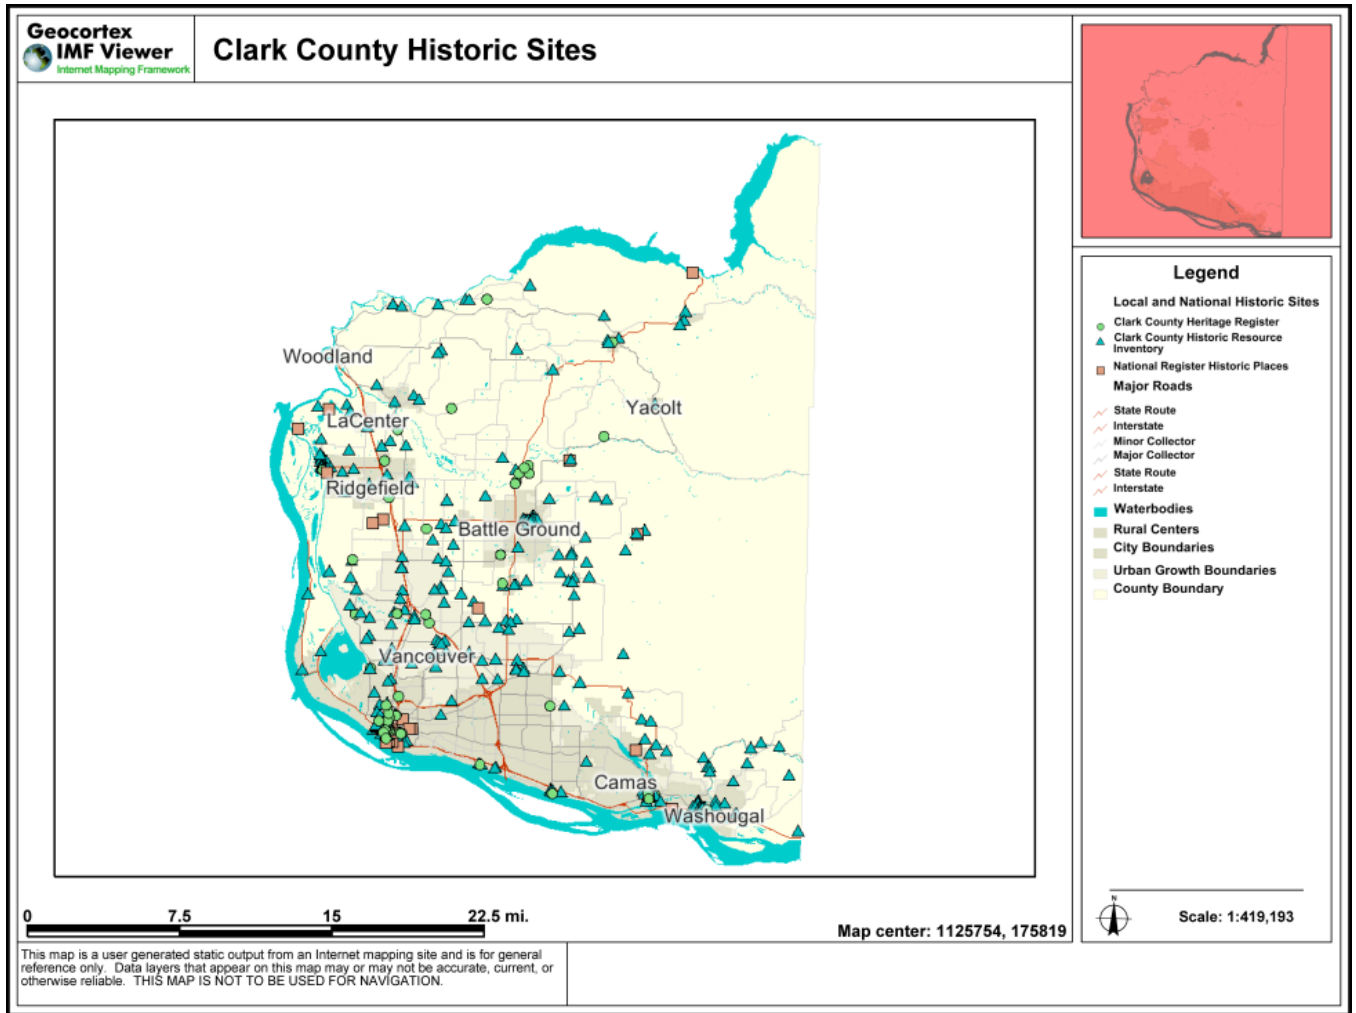 Geocortex
IMF Viewer
Internet Mapping Framework
Clark County Historic Sites
Woodland
Yacolt
LaCenter
Ridgefield
Battle Ground
Vancouver
Camas
Washougal
Legend
Local and National Historic Sites
Clark County Heritage Register
Clark County Historic Resource
Inventory
National Register Historic Places
Major Roads
State Route
Interstate
Minor Collector
Major Collector
State Route
Interstate
Waterbodies
Rural Centers
City Boundaries
Urban Growth Boundaries
County Boundary
N
Scale: 1:419,193
0 7.5 15 22.5 mi.
Map center: 1125754, 175819
This map is a user generated static output from an Internet mapping site and is for general
reference only. Data layers that appear on this map may or may not be accurate, current, or
otherwise reliable. THIS MAP IS NOT TO BE USED FOR NAVIGATION.